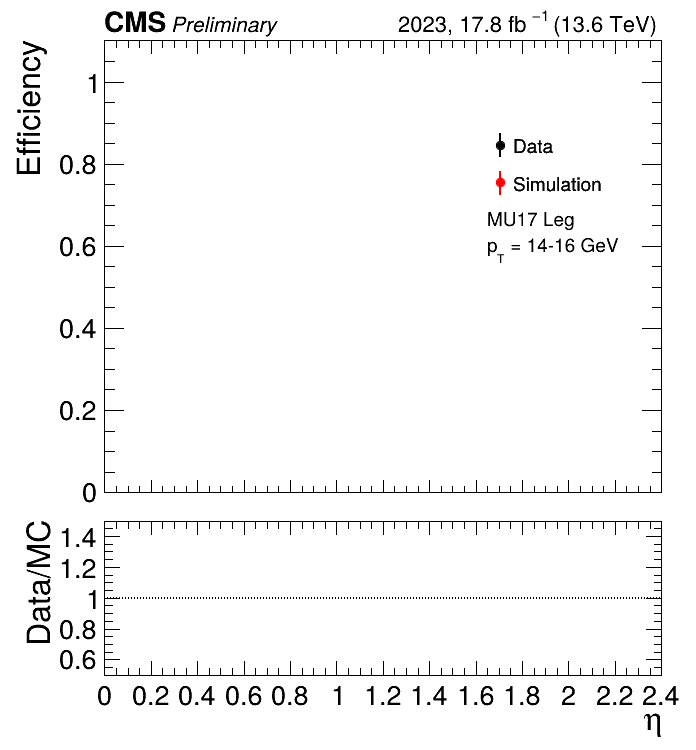 CMS Preliminary 2023, 17.8 fb⁻¹ (13.6 TeV)
Efficiency
1
0.8
0.6
0.4
0.2
0
Data
Simulation
MU17 Leg
p_T = 14-16 GeV
Data/MC
1.4
1.2
1
0.8
0.6
0 0.2 0.4 0.6 0.8 1 1.2 1.4 1.6 1.8 2 2.2 2.4
η